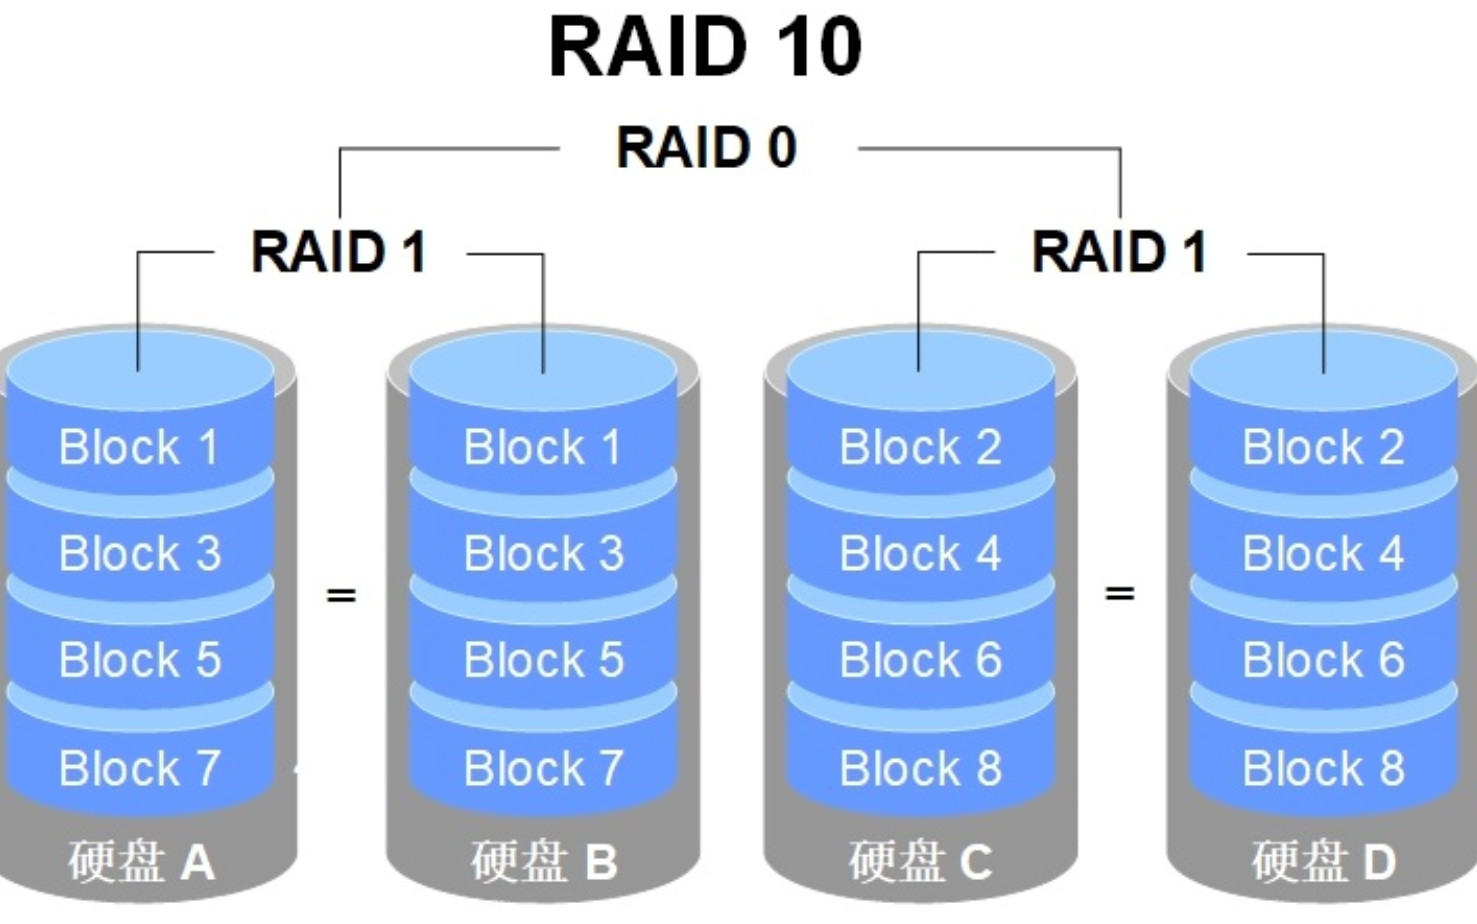 RAID 10
RAID 0
RAID 1 RAID 1
Block 1 Block 1 Block 2 Block 2
Block 3 Block 3 Block 4 Block 4
= =
Block 5 Block 5 Block 6 Block 6
Block 7 Block 7 Block 8 Block 8
硬盘 A 硬盘 B 硬盘 C 硬盘 D